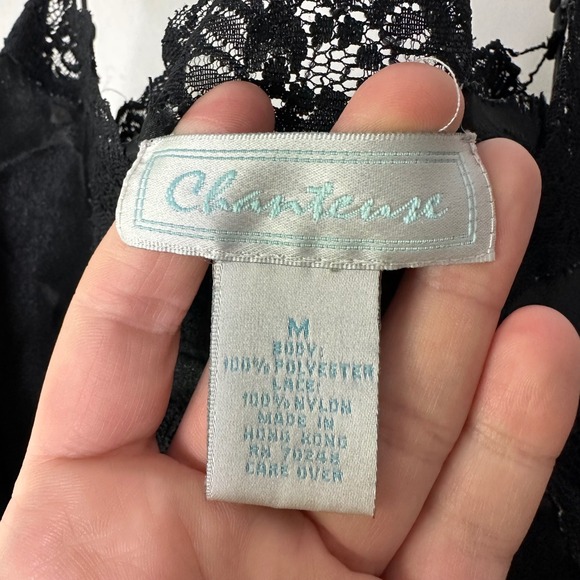 Chanteuse
M
BODY:
100% POLYESTER
LACE:
100% NYLON
MADE IN
HONG KONG
RN 70248
CARE OVER